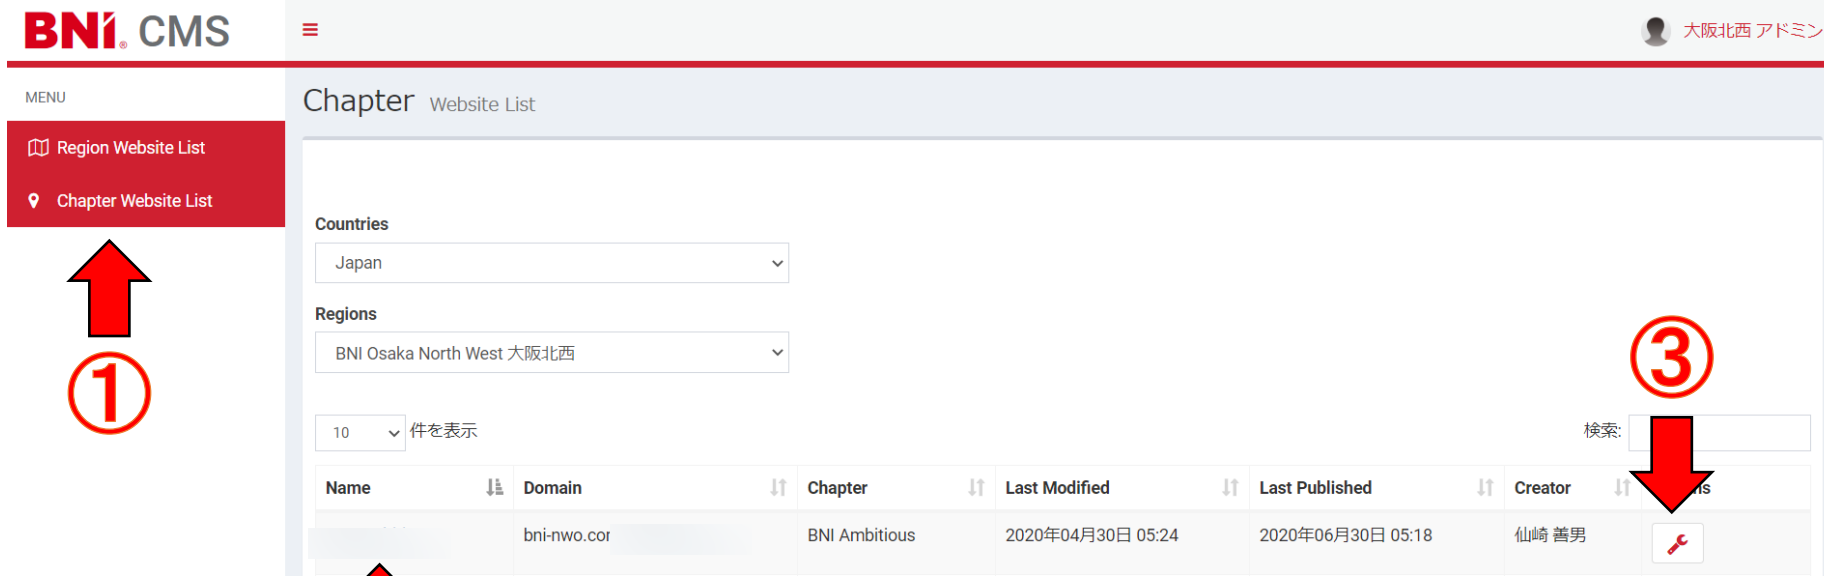 BNI® CMS
大阪北西 アドミン
MENU
Chapter Website List
Region Website List
Chapter Website List
Countries
Japan
Regions
BNI Osaka North West 大阪北西
①
③
10 件を表示
検索:
Name Domain Chapter Last Modified Last Published Creator
bni-nwo.cor BNI Ambitious 2020年04月30日 05:24 2020年06月30日 05:18 仙崎 善男